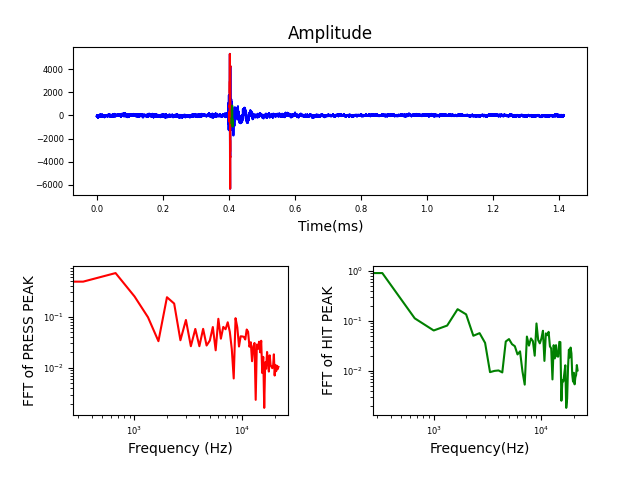 Amplitude
4000
2000
0
−2000
−4000
−6000
0.0 0.2 0.4 0.6 0.8 1.0 1.2 1.4
Time(ms)
FFT of PRESS PEAK
10⁻¹
10⁻²
10³ 10⁴
Frequency (Hz)
FFT of HIT PEAK
10⁰
10⁻¹
10⁻²
10³ 10⁴
Frequency(Hz)